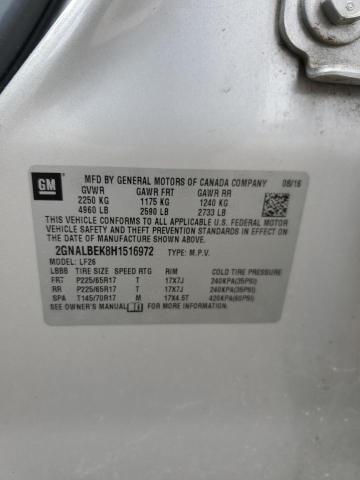 GM
MFD BY GENERAL MOTORS OF CANADA COMPANY 08/16
GVWR GAWR FRT GAWR RR
2250 KG 1175 KG 1240 KG
4960 LB 2590 LB 2733 LB
THIS VEHICLE CONFORMS TO ALL APPLICABLE U.S. FEDERAL MOTOR
VEHICLE SAFETY, BUMPER, AND THEFT PREVENTION STANDARDS
IN EFFECT ON THE DATE OF MANUFACTURE SHOWN ABOVE.
2GNALBEK8H1516972 TYPE: M.P.V.
MODEL: LF26
LBBB TIRE SIZE SPEED RTG RIM COLD TIRE PRESSURE
FRT P225/65R17 T 17X7J 240KPA(35PSI)
RR P225/65R17 T 17X7J 240KPA(35PSI)
SPA T145/70R17 M 17X4.5T 420KPA(60PSI)
SEE OWNER'S MANUAL FOR MORE INFORMATION.